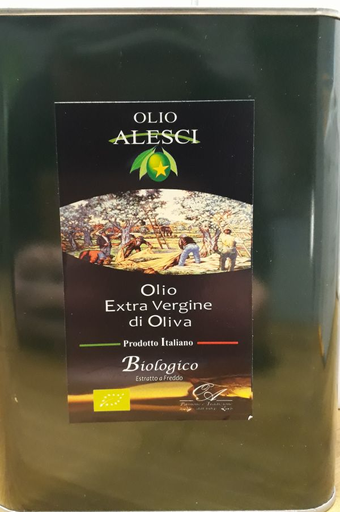 OLIO
ALESCI
Olio
Extra Vergine
di Oliva
Prodotto Italiano
Biologico
Estratto a Freddo